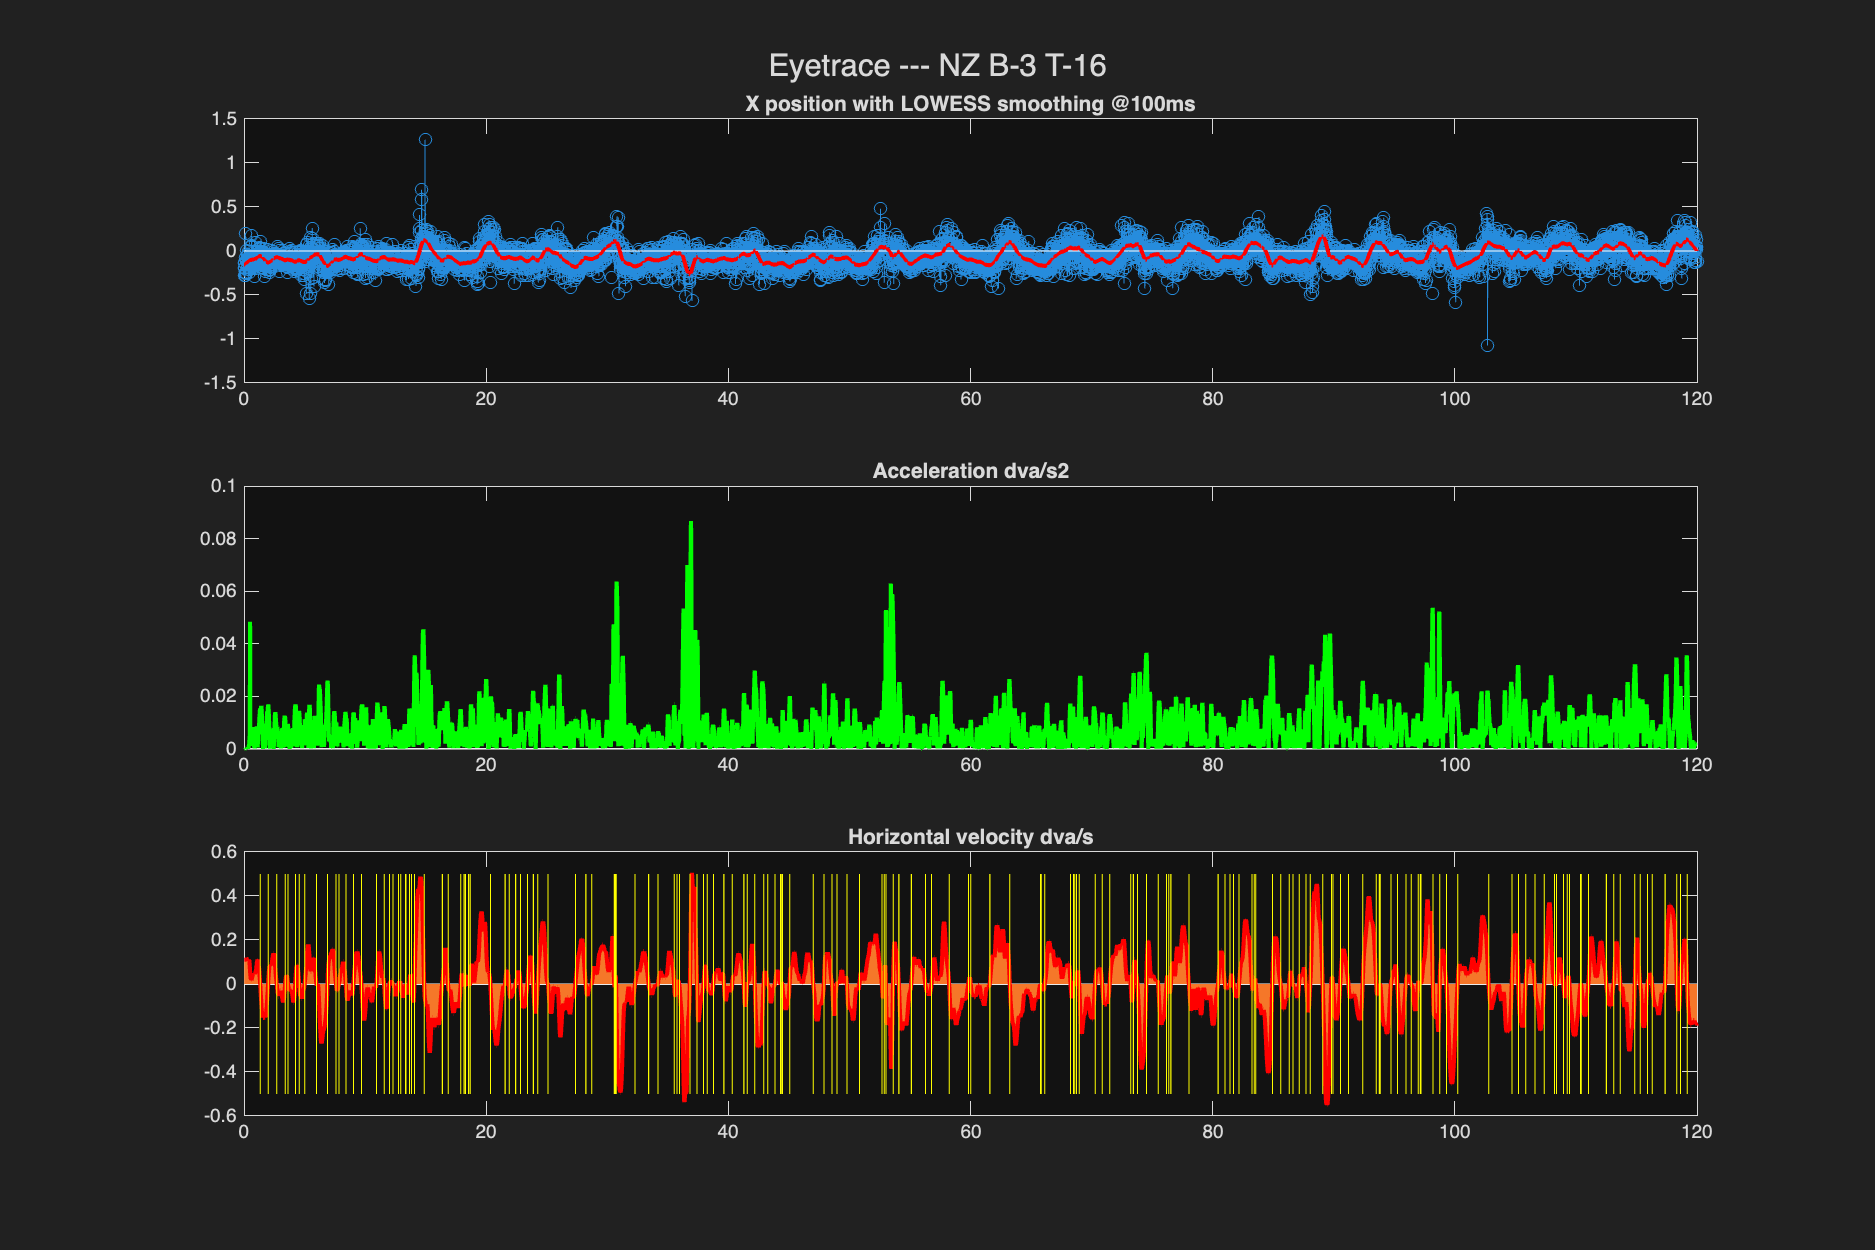 Eyetrace --- NZ B-3 T-16
X position with LOWESS smoothing @100ms
1.5
1
0.5
0
-0.5
-1
-1.5
0 20 40 60 80 100 120
Acceleration dva/s2
0.1
0.08
0.06
0.04
0.02
0
0 20 40 60 80 100 120
Horizontal velocity dva/s
0.6
0.4
0.2
0
-0.2
-0.4
-0.6
0 20 40 60 80 100 120